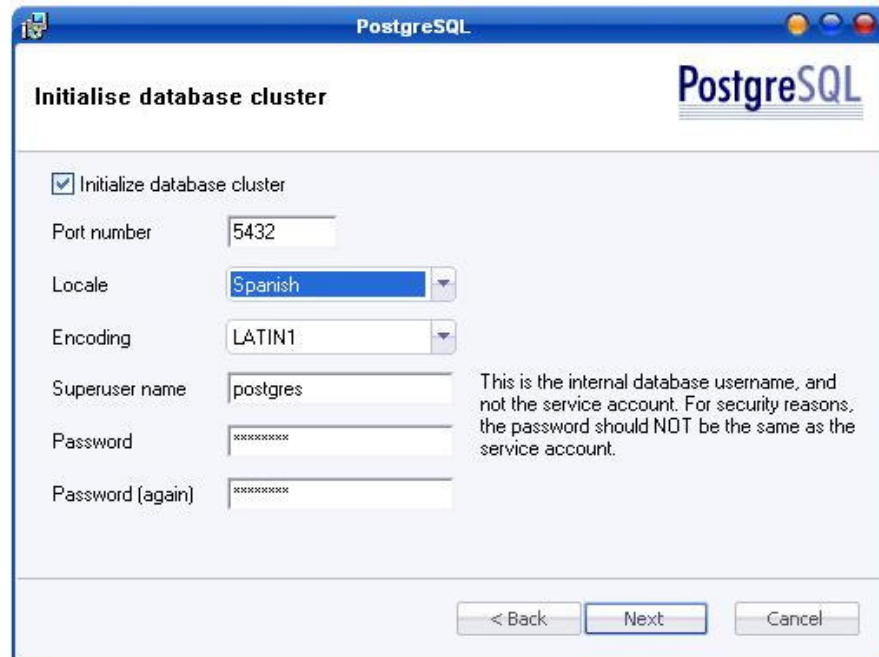 PostgreSQL
Initialise database cluster
PostgreSQL
Initialize database cluster
Port number 5432
Locale Spanish
Encoding LATIN1
Superuser name postgres
Password ********
Password (again) ********
This is the internal database username, and
not the service account. For security reasons,
the password should NOT be the same as the
service account.
< Back Next Cancel